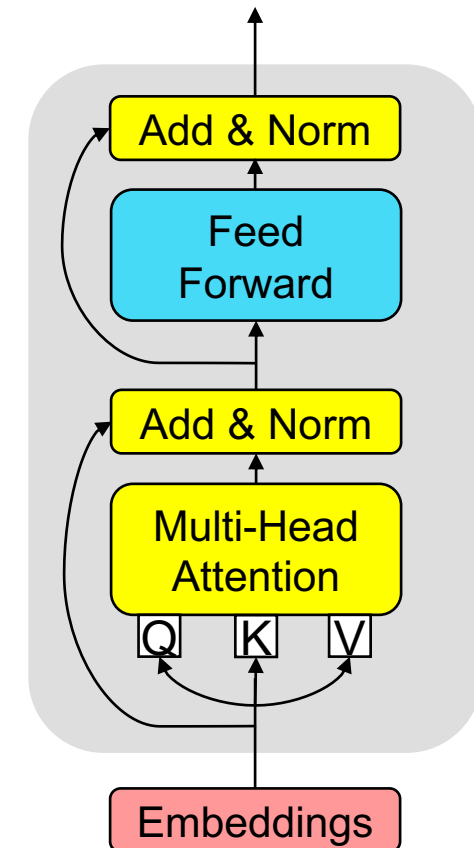 Add & Norm
Feed
Forward
Add & Norm
Multi-Head
Attention
Q K V
Embeddings